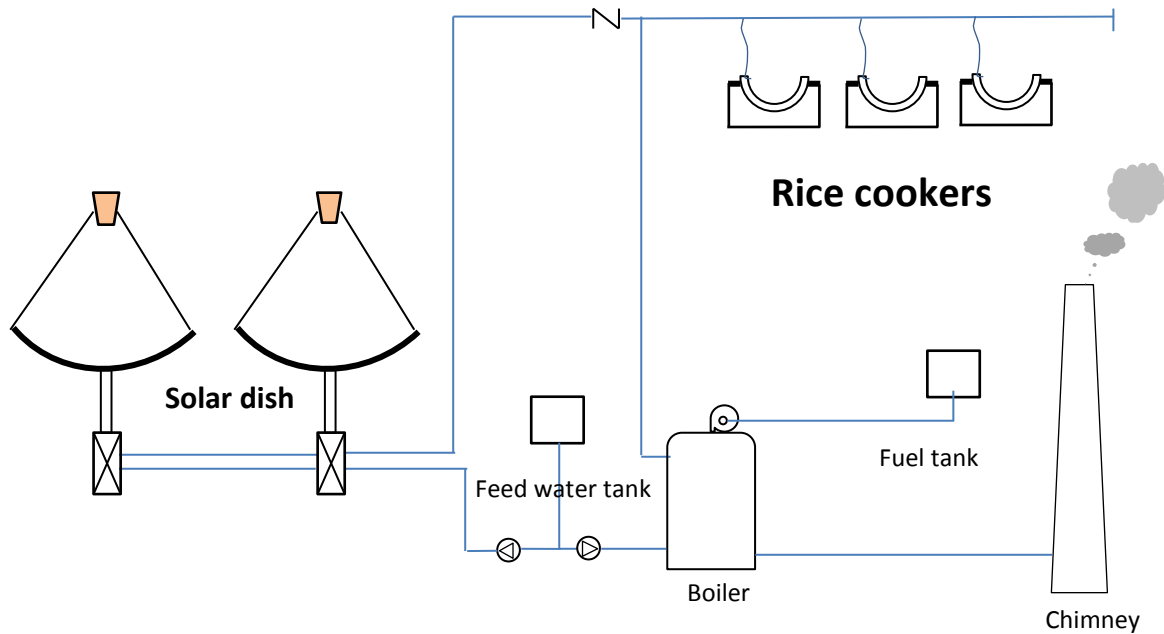 Rice cookers
Solar dish
Fuel tank
Feed water tank
Boiler
Chimney